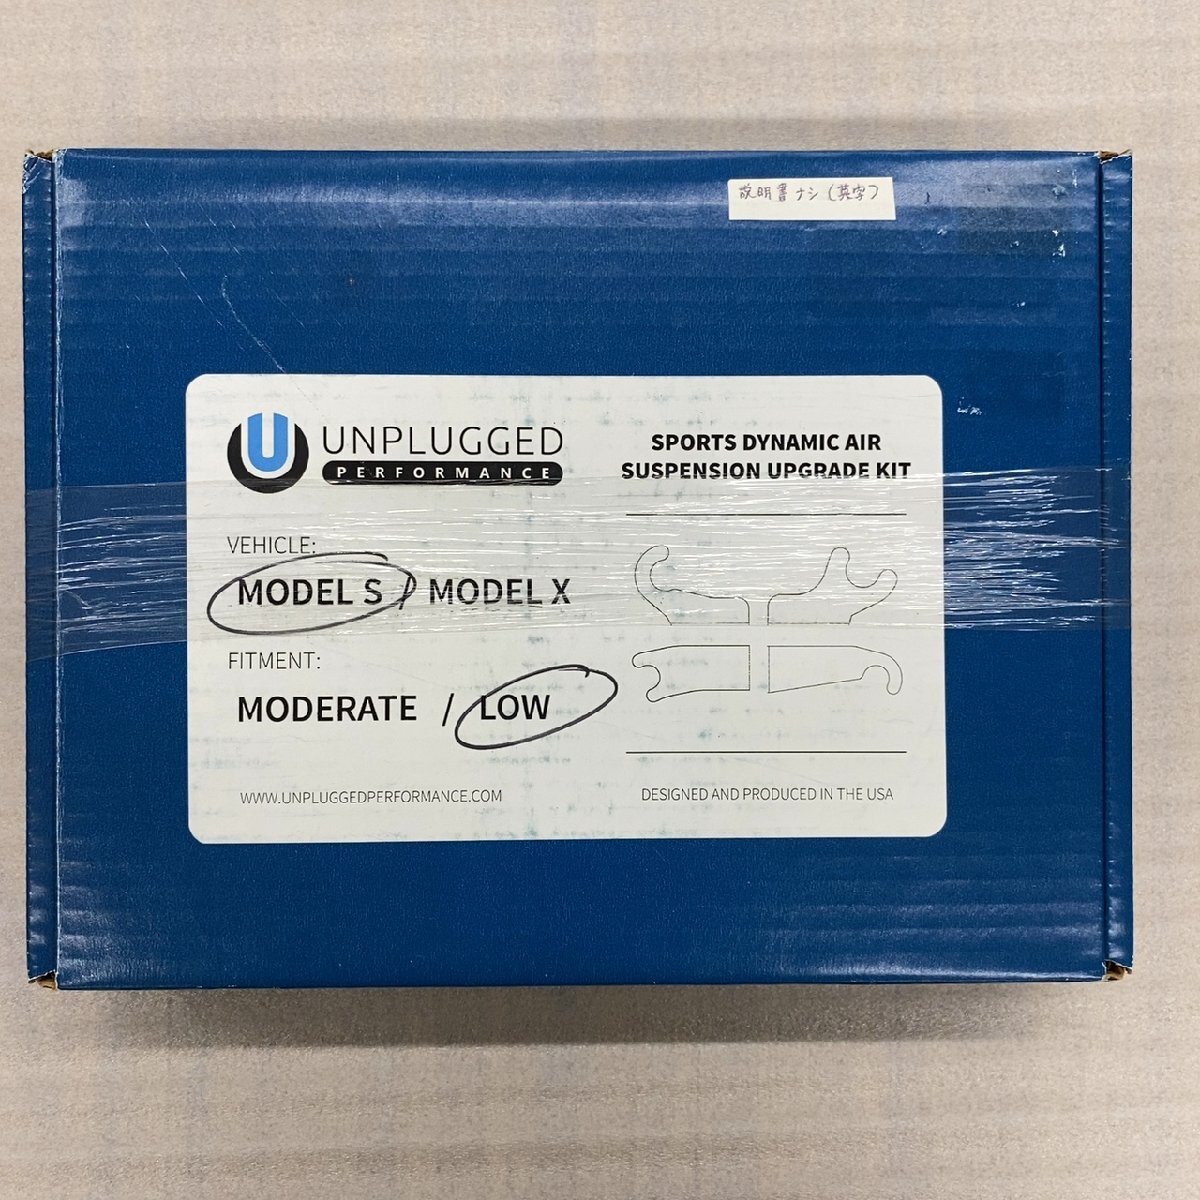 説明書ナシ(英字)
UNPLUGGED
PERFORMANCE
SPORTS DYNAMIC AIR
SUSPENSION UPGRADE KIT
VEHICLE:
MODEL S / MODEL X
FITMENT:
MODERATE / LOW
WWW.UNPLUGGEDPERFORMANCE.COM
DESIGNED AND PRODUCED IN THE USA